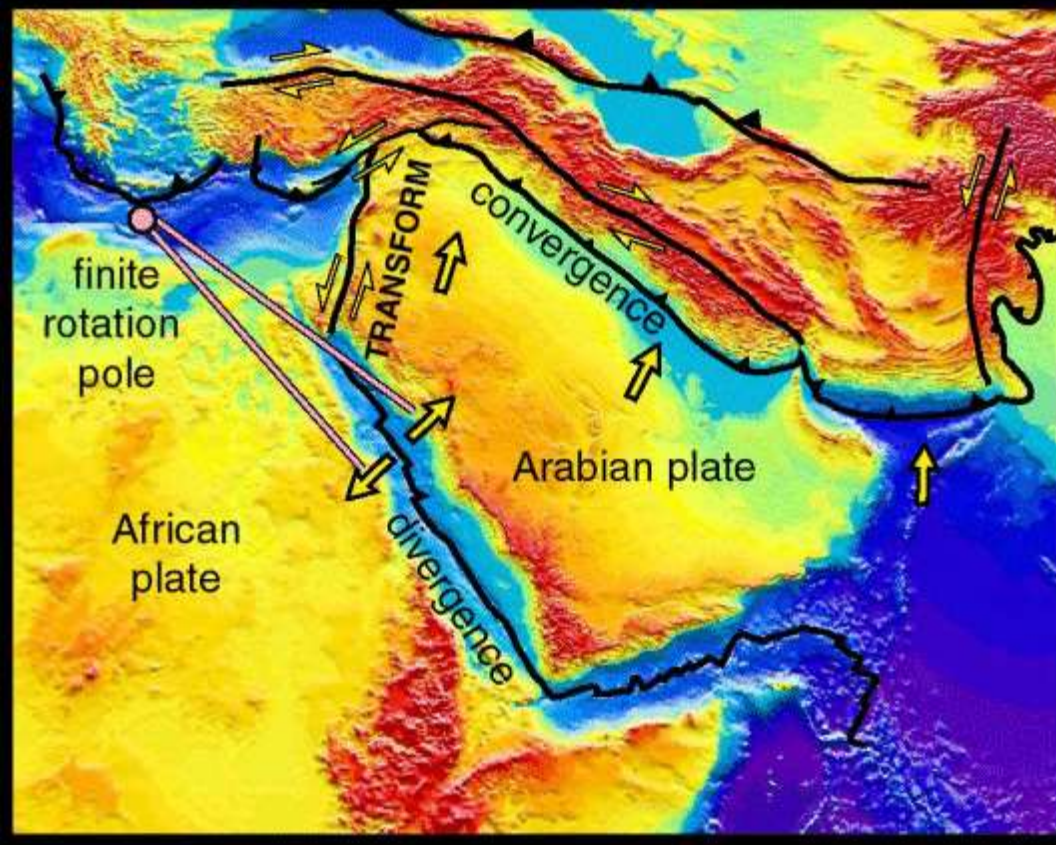 TRANSFORM
convergence
finite
rotation
pole
Arabian plate
African
plate
divergence